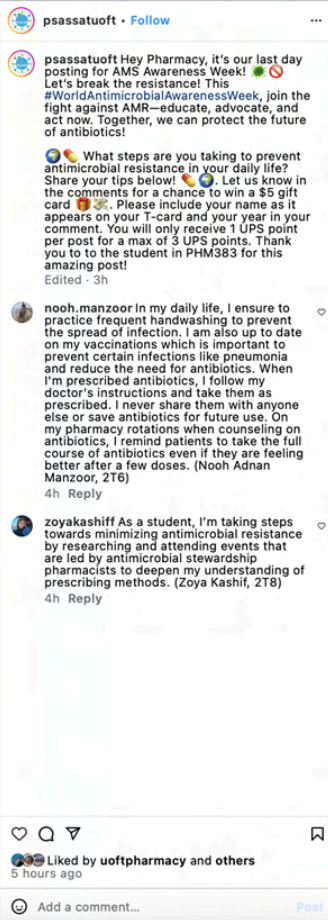 psassatuoft • Follow
psassatuoft Hey Pharmacy, it's our last day
posting for AMS Awareness Week! 🦠🚫
Let's break the resistance! This
#WorldAntimicrobialAwarenessWeek, join the
fight against AMR—educate, advocate, and
act now. Together, we can protect the future
of antibiotics!
🌍💊 What steps are you taking to prevent
antimicrobial resistance in your daily life?
Share your tips below! 💊🌍. Let us know in
the comments for a chance to win a $5 gift
card 🎁💸. Please include your name as it
appears on your T-card and your year in your
comment. You will only receive 1 UPS point
per post for a max of 3 UPS points. Thank
you to to the student in PHM383 for this
amazing post!
Edited · 3h
nooh.manzoor In my daily life, I ensure to
practice frequent handwashing to prevent
the spread of infection. I am also up to date
on my vaccinations which is important to
prevent certain infections like pneumonia
and reduce the need for antibiotics. When
I'm prescribed antibiotics, I follow my
doctor's instructions and take them as
prescribed. I never share them with anyone
else or save antibiotics for future use. On
my pharmacy rotations when counseling on
antibiotics, I remind patients to take the full
course of antibiotics even if they are feeling
better after a few doses. (Nooh Adnan
Manzoor, 2T6)
4h Reply
zoyakashiff As a student, I'm taking steps
towards minimizing antimicrobial resistance
by researching and attending events that
are led by antimicrobial stewardship
pharmacists to deepen my understanding of
prescribing methods. (Zoya Kashif, 2T8)
4h Reply
Liked by uoftpharmacy and others
5 hours ago
Add a comment...
Post